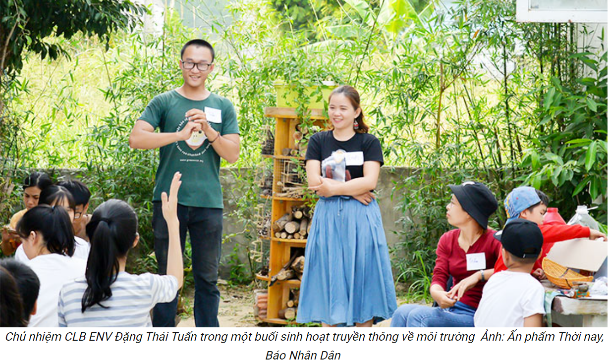 Chủ nhiệm CLB ENV Đặng Thái Tuấn trong một buổi sinh hoạt truyền thông về môi trường Ảnh: Ấn phẩm Thời nay,
Báo Nhân Dân